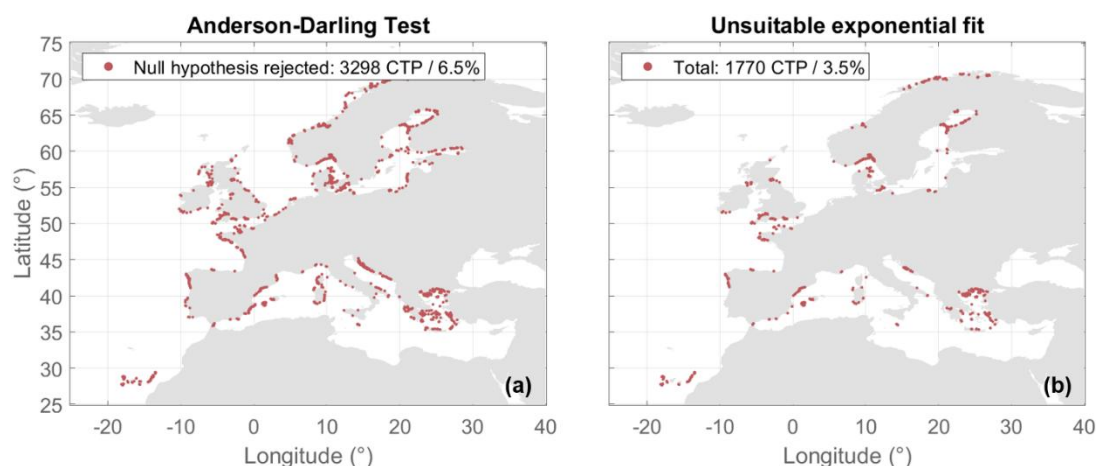 Anderson-Darling Test
Null hypothesis rejected: 3298 CTP / 6.5%
75
70
65
60
55
50
45
40
35
30
25
Latitude (°)
-20 -10 0 10 20 30 40
Longitude (°)
(a)
Unsuitable exponential fit
Total: 1770 CTP / 3.5%
-20 -10 0 10 20 30 40
Longitude (°)
(b)